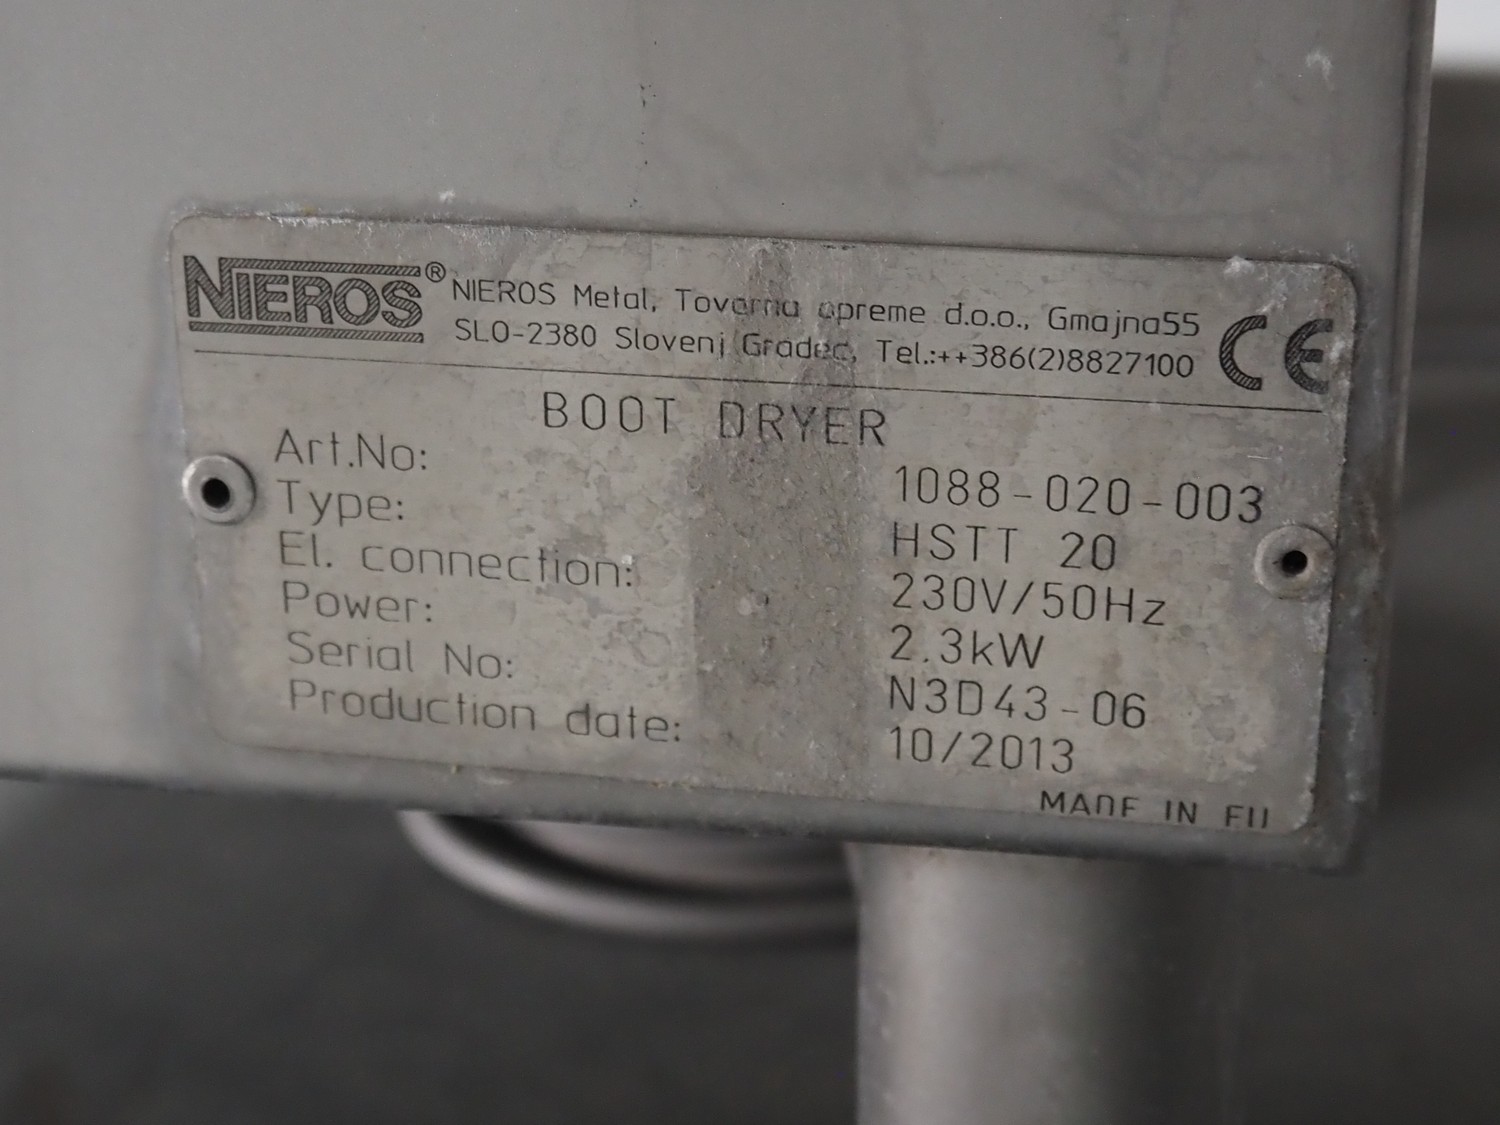 NIEROS® NIEROS Metal, Tovarna opreme d.o.o., Gmajna55
SLO-2380 Slovenj Gradec, Tel.:++386(2)8827100 CE
BOOT DRYER
Art.No: 1088-020-003
Type: HSTT 20
El. connection: 230V/50Hz
Power: 2.3kW
Serial No: N3D43-06
Production date: 10/2013
MADE IN EU